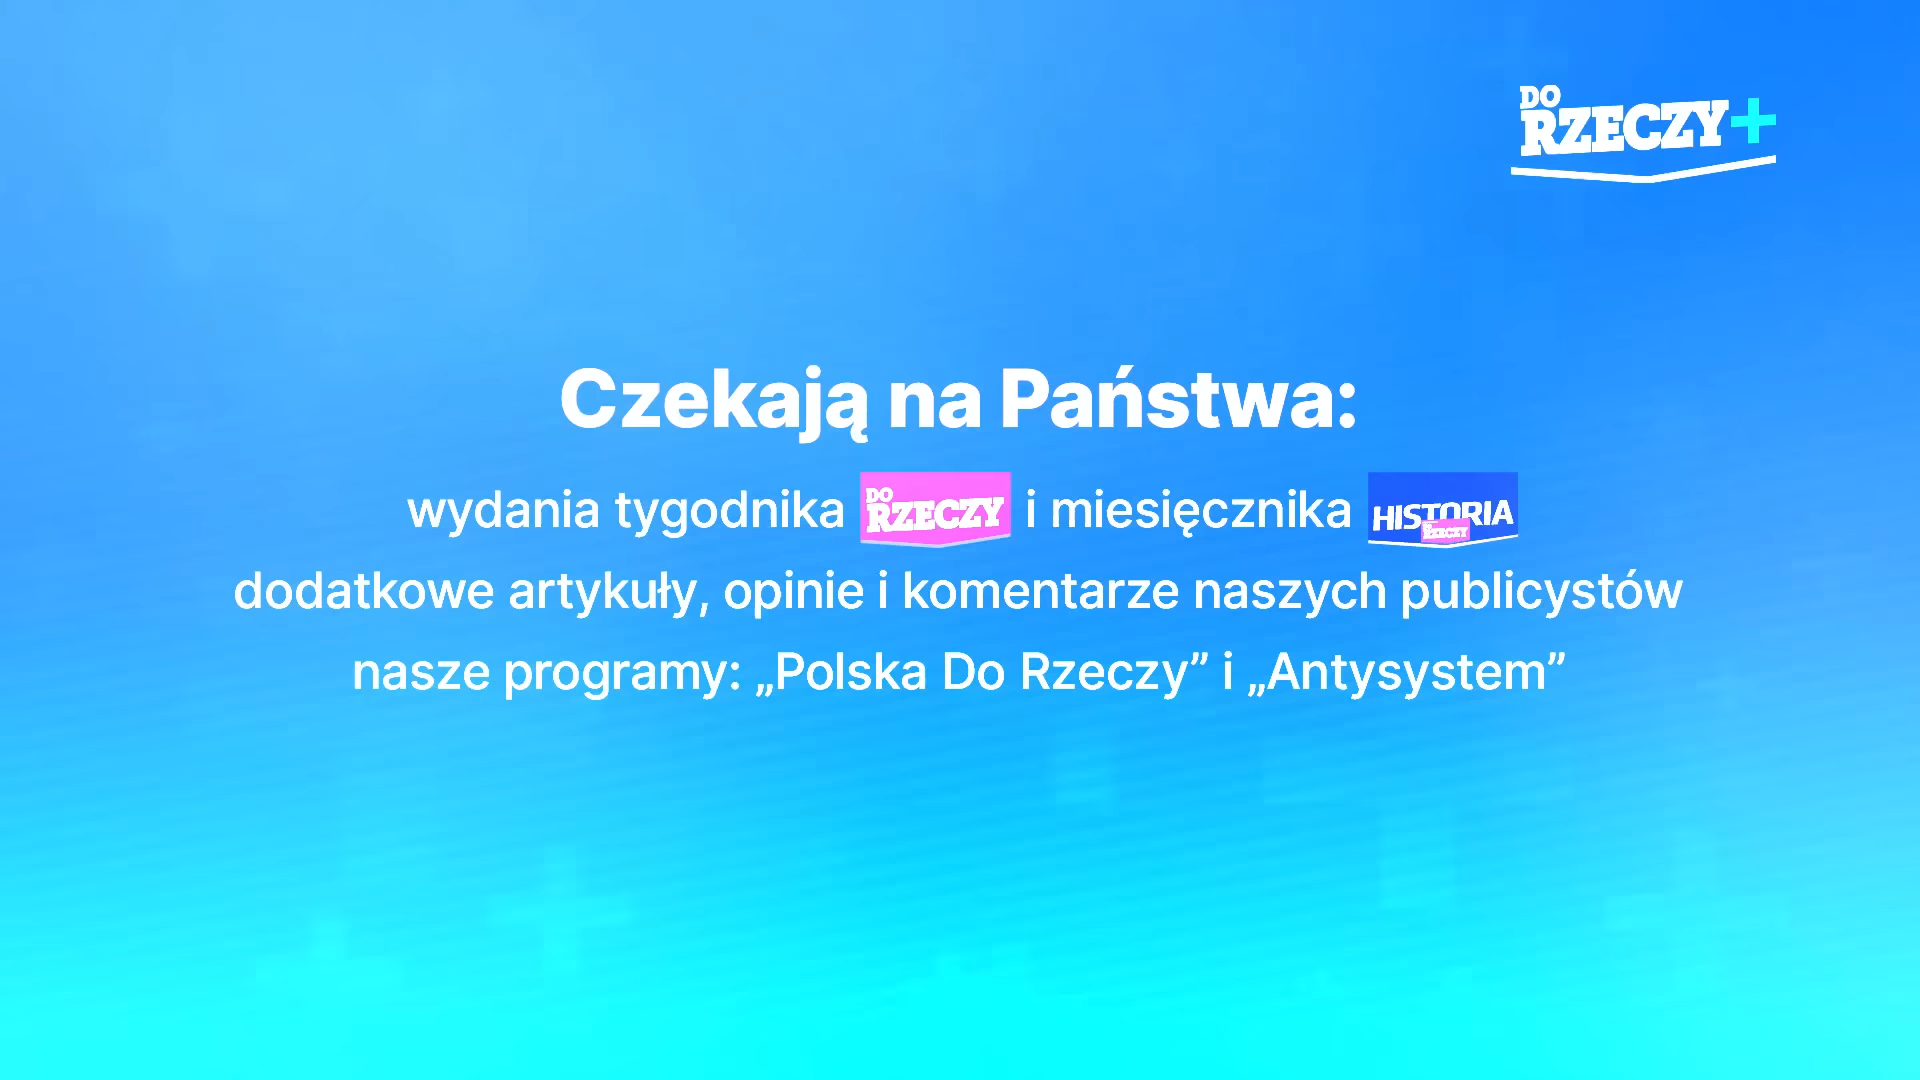 DO
RZECZY+
Czekają na Państwa:
wydania tygodnika DO RZECZY i miesięcznika HISTORIA DO RZECZY
dodatkowe artykuły, opinie i komentarze naszych publicystów
nasze programy: „Polska Do Rzeczy” i „Antysystem”